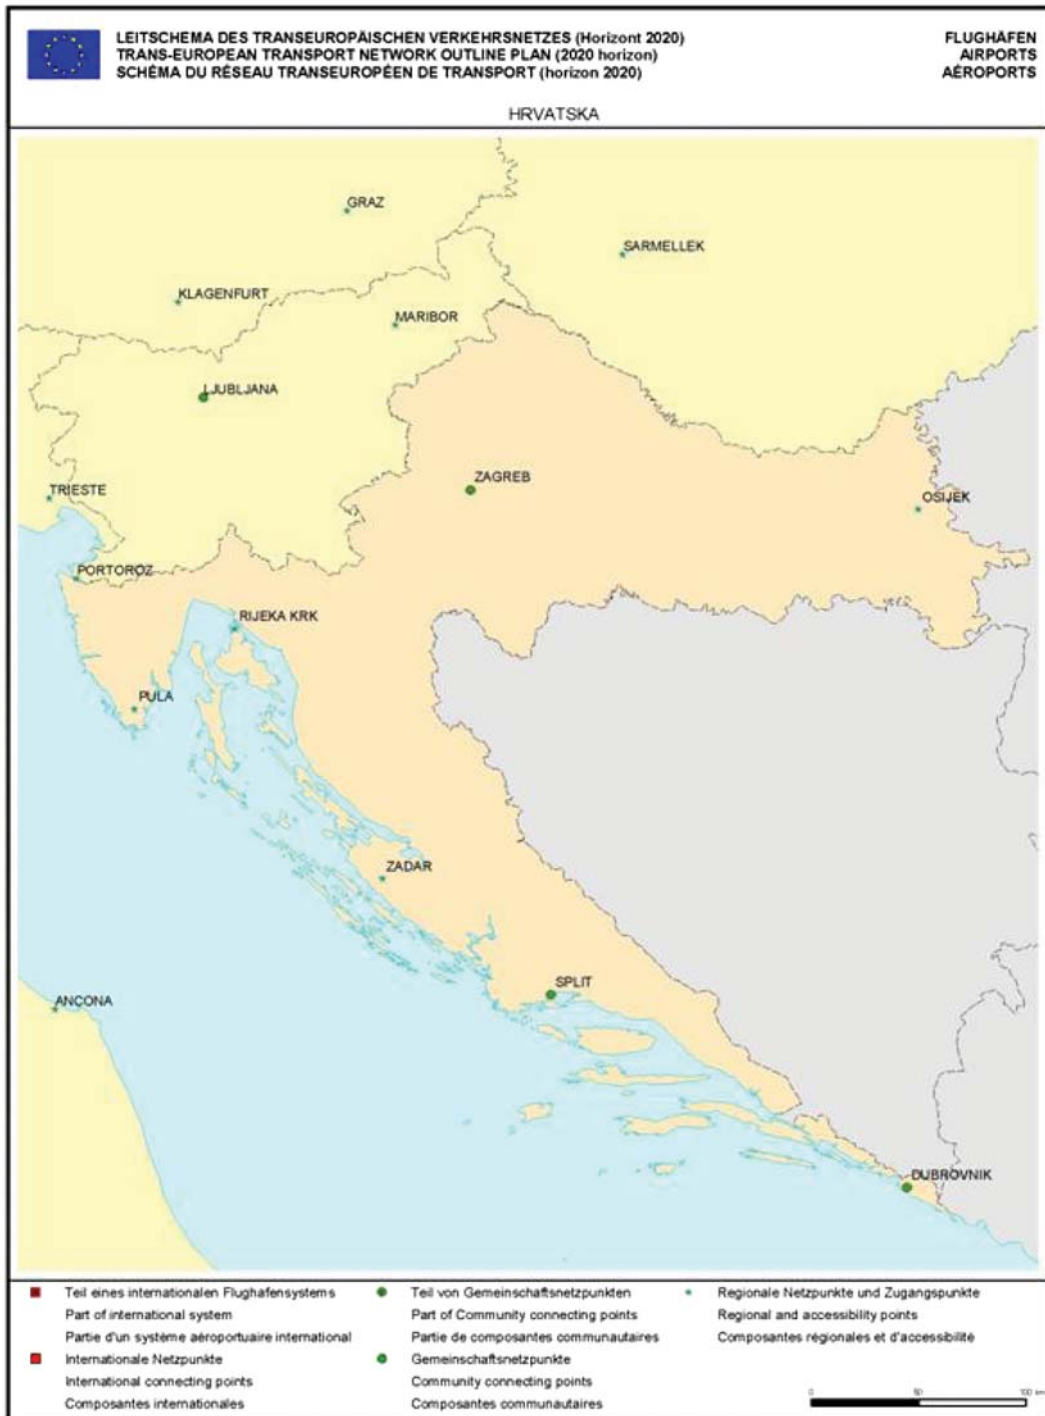 LEITSCHEMA DES TRANSEUROPÄISCHEN VERKEHRSNETZES (Horizont 2020)
TRANS-EUROPEAN TRANSPORT NETWORK OUTLINE PLAN (2020 horizon)
SCHÉMA DU RÉSEAU TRANSEUROPÉEN DE TRANSPORT (horizon 2020)
FLUGHÄFEN
AIRPORTS
AÉROPORTS
HRVATSKA
GRAZ
SARMELLEK
KLAGENFURT
MARIBOR
LJUBLJANA
ZAGREB
TRIESTE
OSIJEK
PORTOROZ
RIJEKA KRK
PULA
ZADAR
SPLIT
ANCONA
DUBROVNIK
Teil eines internationalen Flughafensystems
Part of international system
Partie d'un système aéroportuaire international
Internationale Netzpunkte
International connecting points
Composantes internationales
Teil von Gemeinschaftsnetzpunkten
Part of Community connecting points
Partie de composantes communautaires
Gemeinschaftsnetzpunkte
Community connecting points
Composantes communautaires
Regionale Netzpunkte und Zugangspunkte
Regional and accessibility points
Composantes régionales et d'accessibilité
0 50 100 km